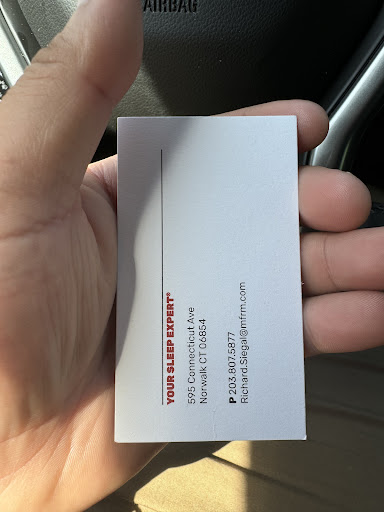 AIRBAG
YOUR SLEEP EXPERT®
595 Connecticut Ave
Norwalk CT 06854
P 203.807.5877
Richard.Siegal@mfrm.com